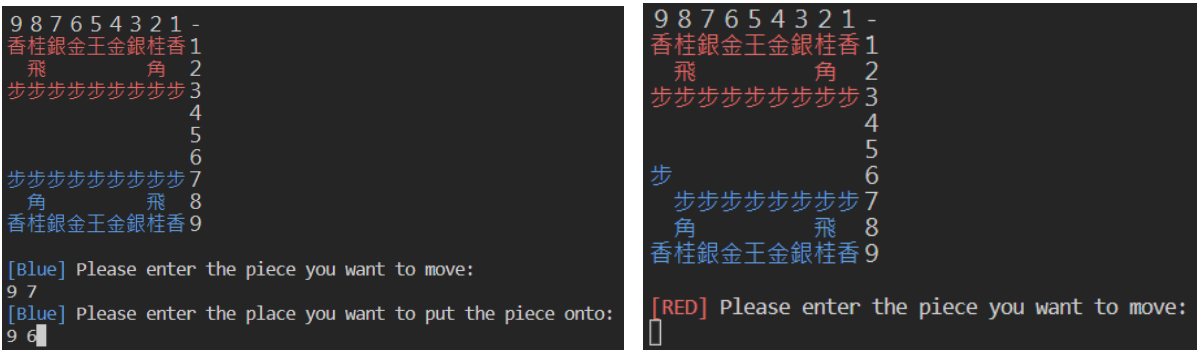 9 8 7 6 5 4 3 2 1 -
香桂銀金王金銀桂香 1
飛 角 2
步步步步步步步步步 3
4
5
6
步步步步步步步步步 7
角 飛 8
香桂銀金王金銀桂香 9
[Blue] Please enter the piece you want to move:
9 7
[Blue] Please enter the place you want to put the piece onto:
9 6
9 8 7 6 5 4 3 2 1 -
香桂銀金王金銀桂香 1
飛 角 2
步步步步步步步步步 3
4
5
步 6
步步步步步步步步 7
角 飛 8
香桂銀金王金銀桂香 9
[RED] Please enter the piece you want to move: